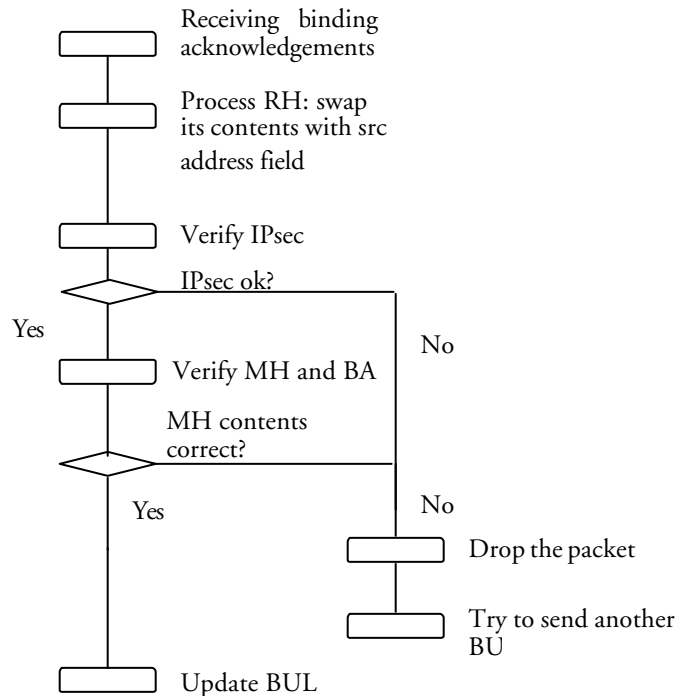 Receiving binding
acknowledgements
Process RH: swap
its contents with src
address field
Verify IPsec
IPsec ok?
Yes
No
Verify MH and BA
MH contents
correct?
Yes
No
Drop the packet
Try to send another
BU
Update BUL